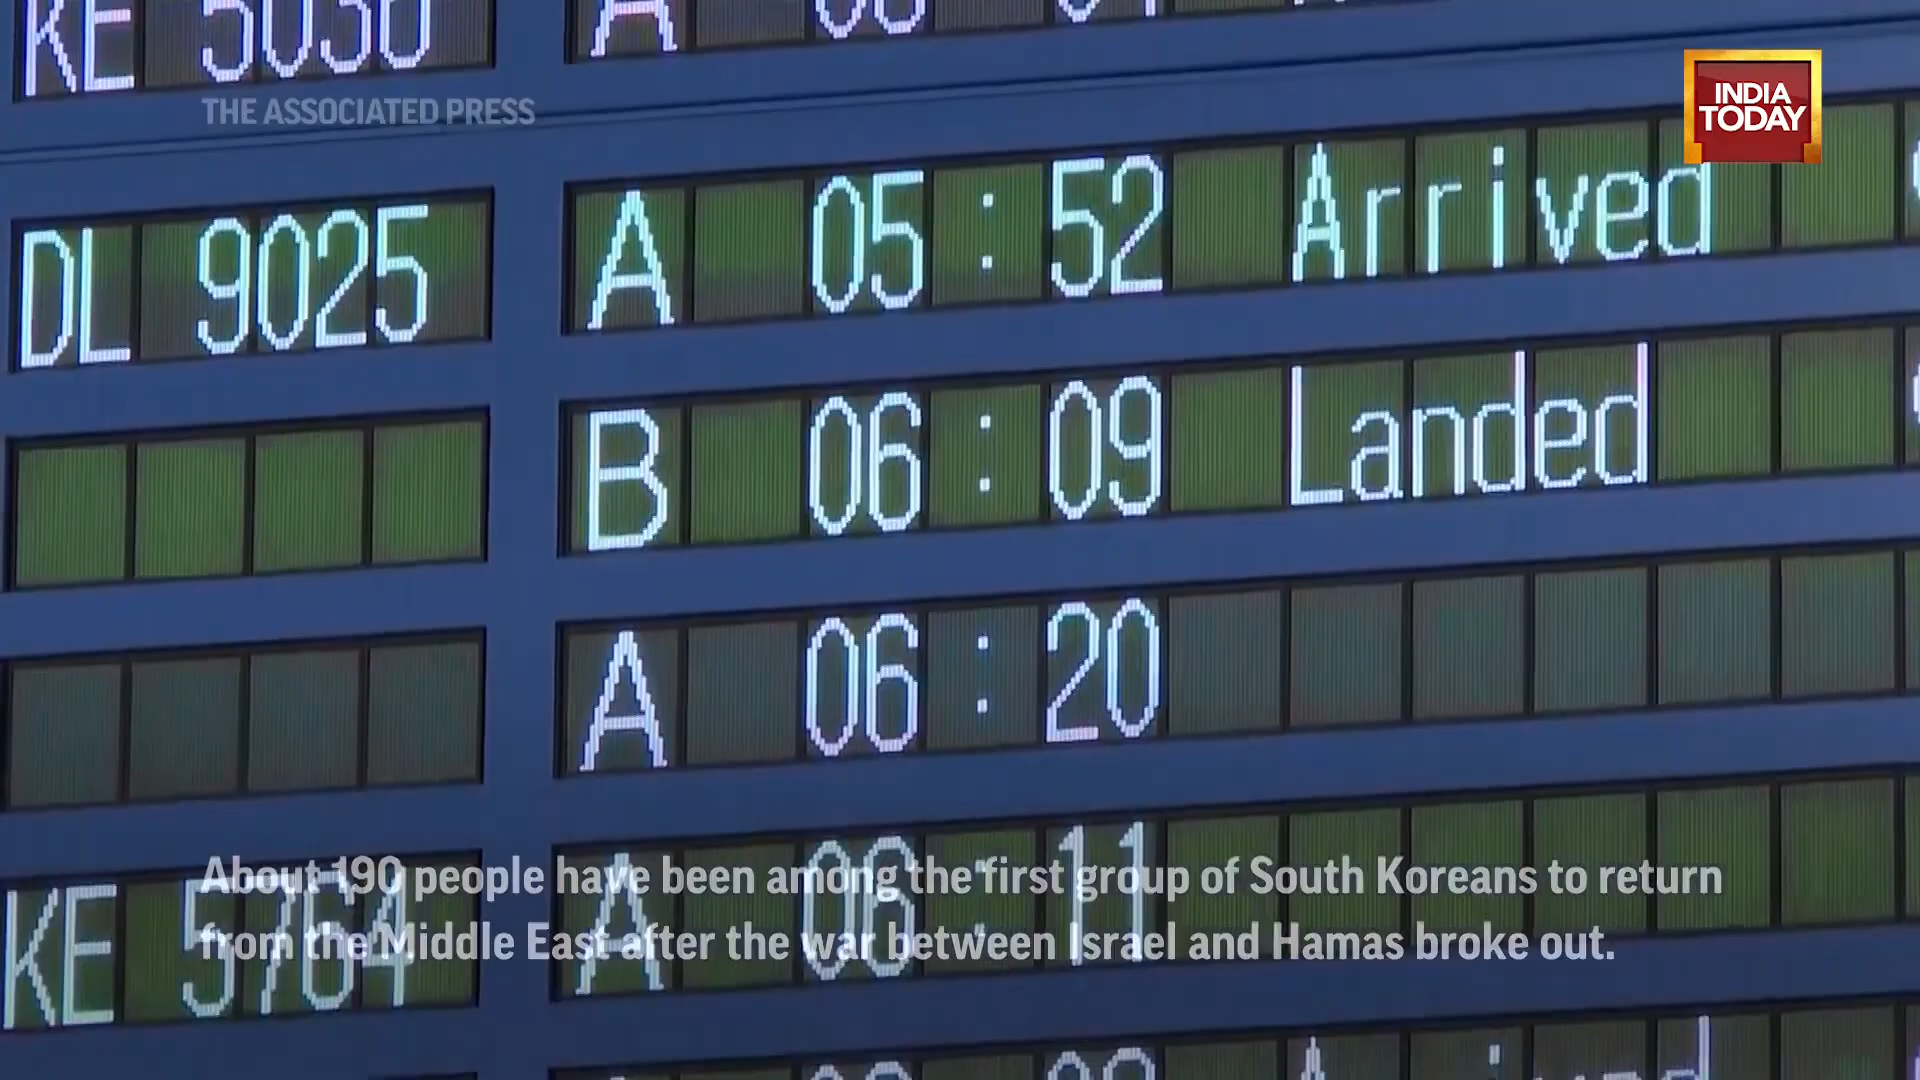 KE 5030 A
THE ASSOCIATED PRESS
INDIA
TODAY
DL 9025 A 05:52 Arrived
B 06:09 Landed
A 06:20
KE 5764 A 06:11
About 190 people have been among the first group of South Koreans to return
from the Middle East after the war between Israel and Hamas broke out.